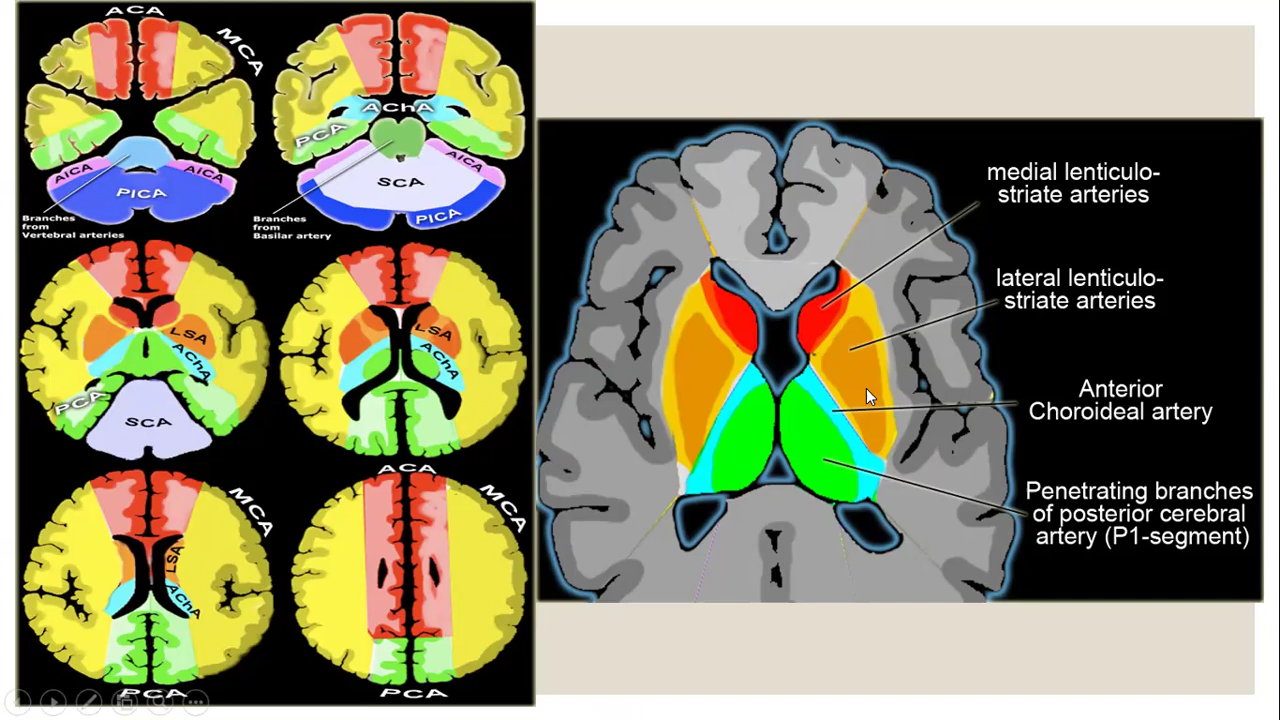 ACA
MCA
AICA
AICA
PICA
Branches
from
Vertebral arteries
AChA
PCA
AICA
SCA
PICA
Branches
from
Basilar artery
LSA
AChA
PCA
SCA
LSA
AChA
MCA
LSA
AChA
PCA
ACA
MCA
PCA
medial lenticulo-
striate arteries
lateral lenticulo-
striate arteries
Anterior
Choroideal artery
Penetrating branches
of posterior cerebral
artery (P1-segment)